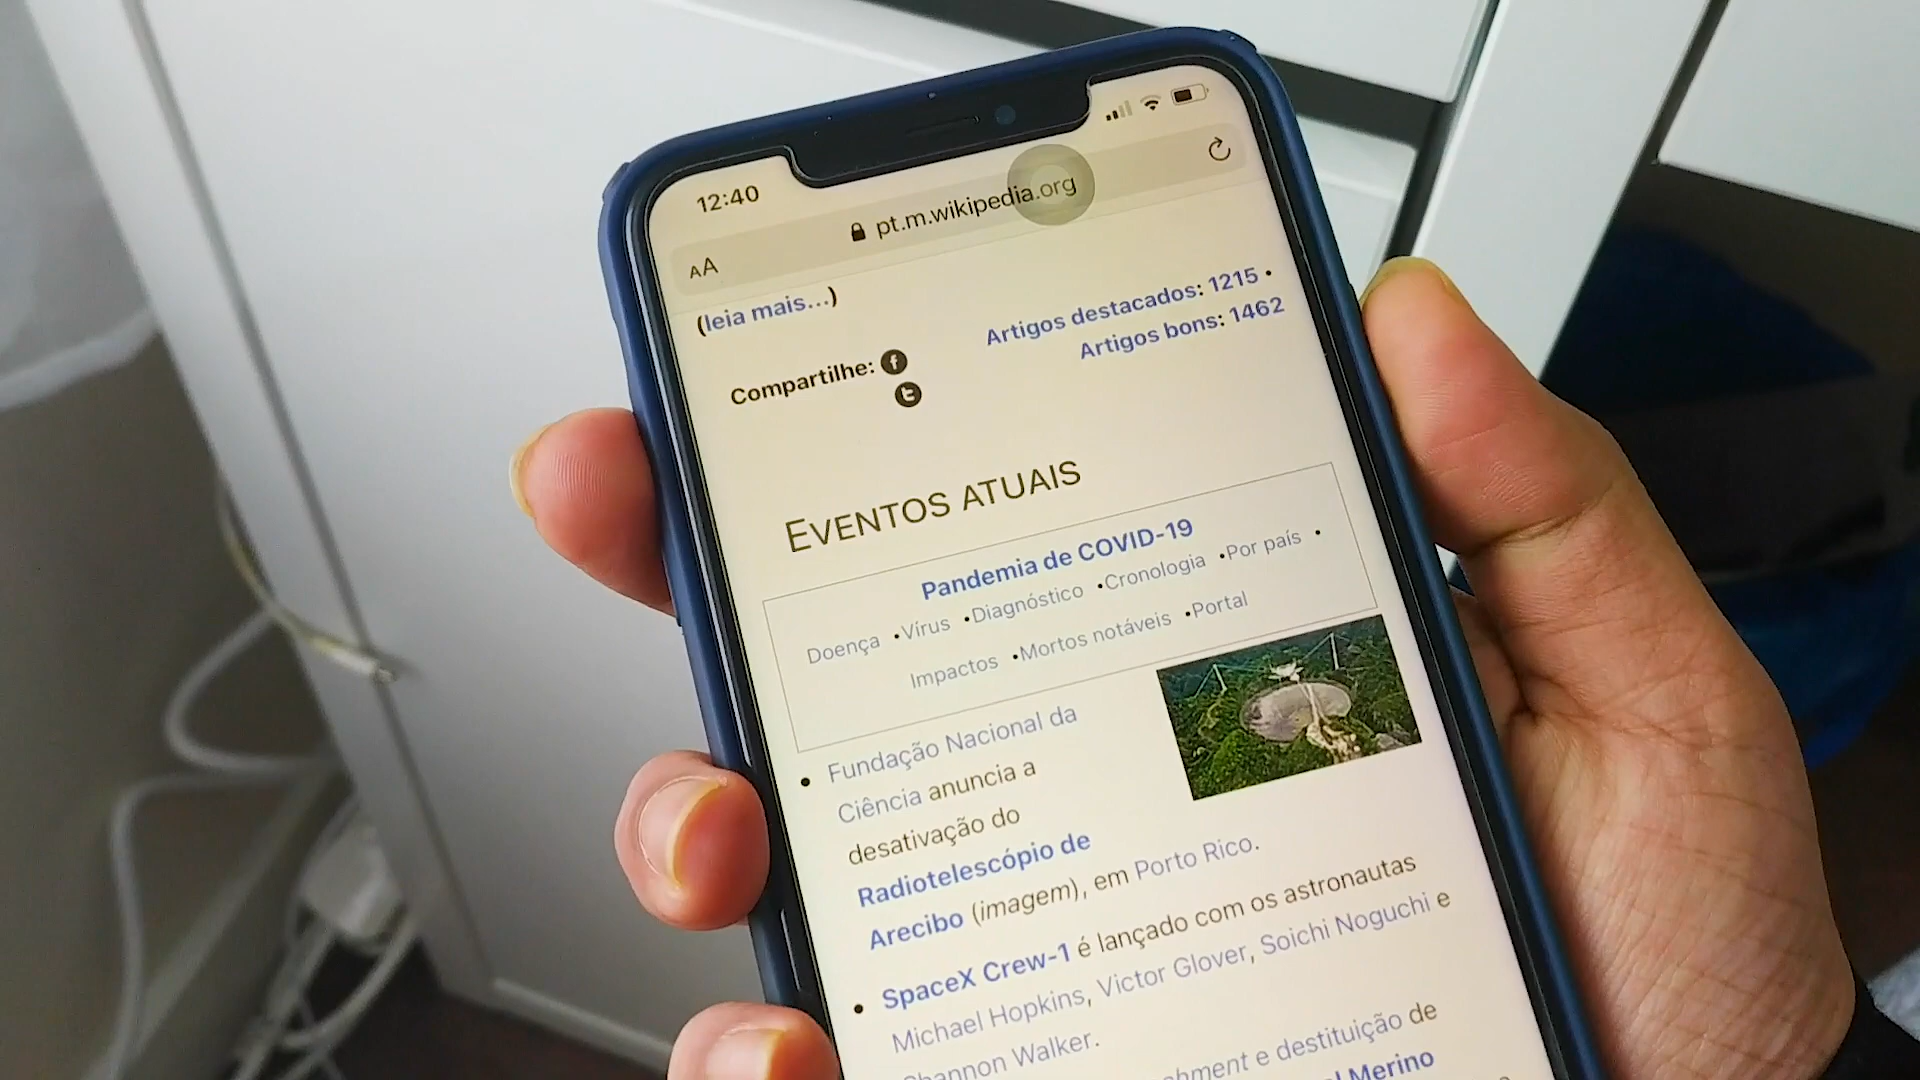 12:40
AA
pt.m.wikipedia.org
(leia mais...)
Artigos destacados: 1215 •
Artigos bons: 1462
Compartilhe:
EVENTOS ATUAIS
Pandemia de COVID-19
Doença •Vírus •Diagnóstico •Cronologia •Por país •
Impactos •Mortos notáveis •Portal
• Fundação Nacional da
Ciência anuncia a
desativação do
Radiotelescópio de
Arecibo (imagem), em Porto Rico.
• SpaceX Crew-1 é lançado com os astronautas
Michael Hopkins, Victor Glover, Soichi Noguchi e
Shannon Walker.
e destituição de
Merino